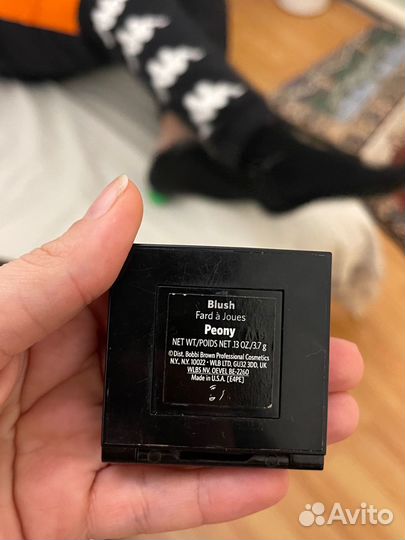 Blush
Fard à Joues
Peony
NET WT./POIDS NET .13 OZ./3.7 g
© Dist. Bobbi Brown Professional Cosmetics
N.Y., N.Y. 10022 • WLB LTD, GU32 3DD, UK
WLBS NV, OEVEL BE-2260
Made in U.S.A. [E4PE]
Avito